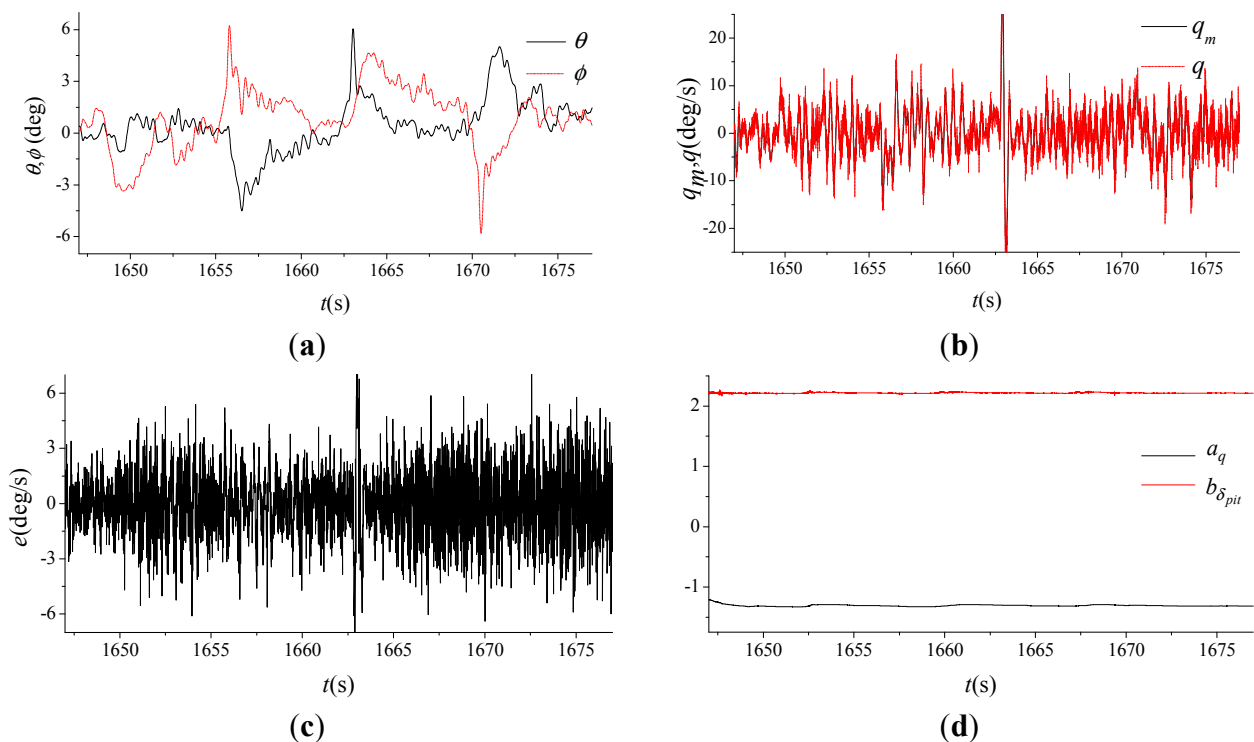 6
3
0
-3
-6
θ,ϕ (deg)
θ
ϕ
1650 1655 1660 1665 1670 1675
t(s)
(a)
20
10
0
-10
-20
q_m,q(deg/s)
q_m
q
1650 1655 1660 1665 1670 1675
t(s)
(b)
6
3
0
-3
-6
e(deg/s)
1650 1655 1660 1665 1670 1675
t(s)
(c)
2
1
0
-1
a_q
b_δ_pit
1650 1655 1660 1665 1670 1675
t(s)
(d)